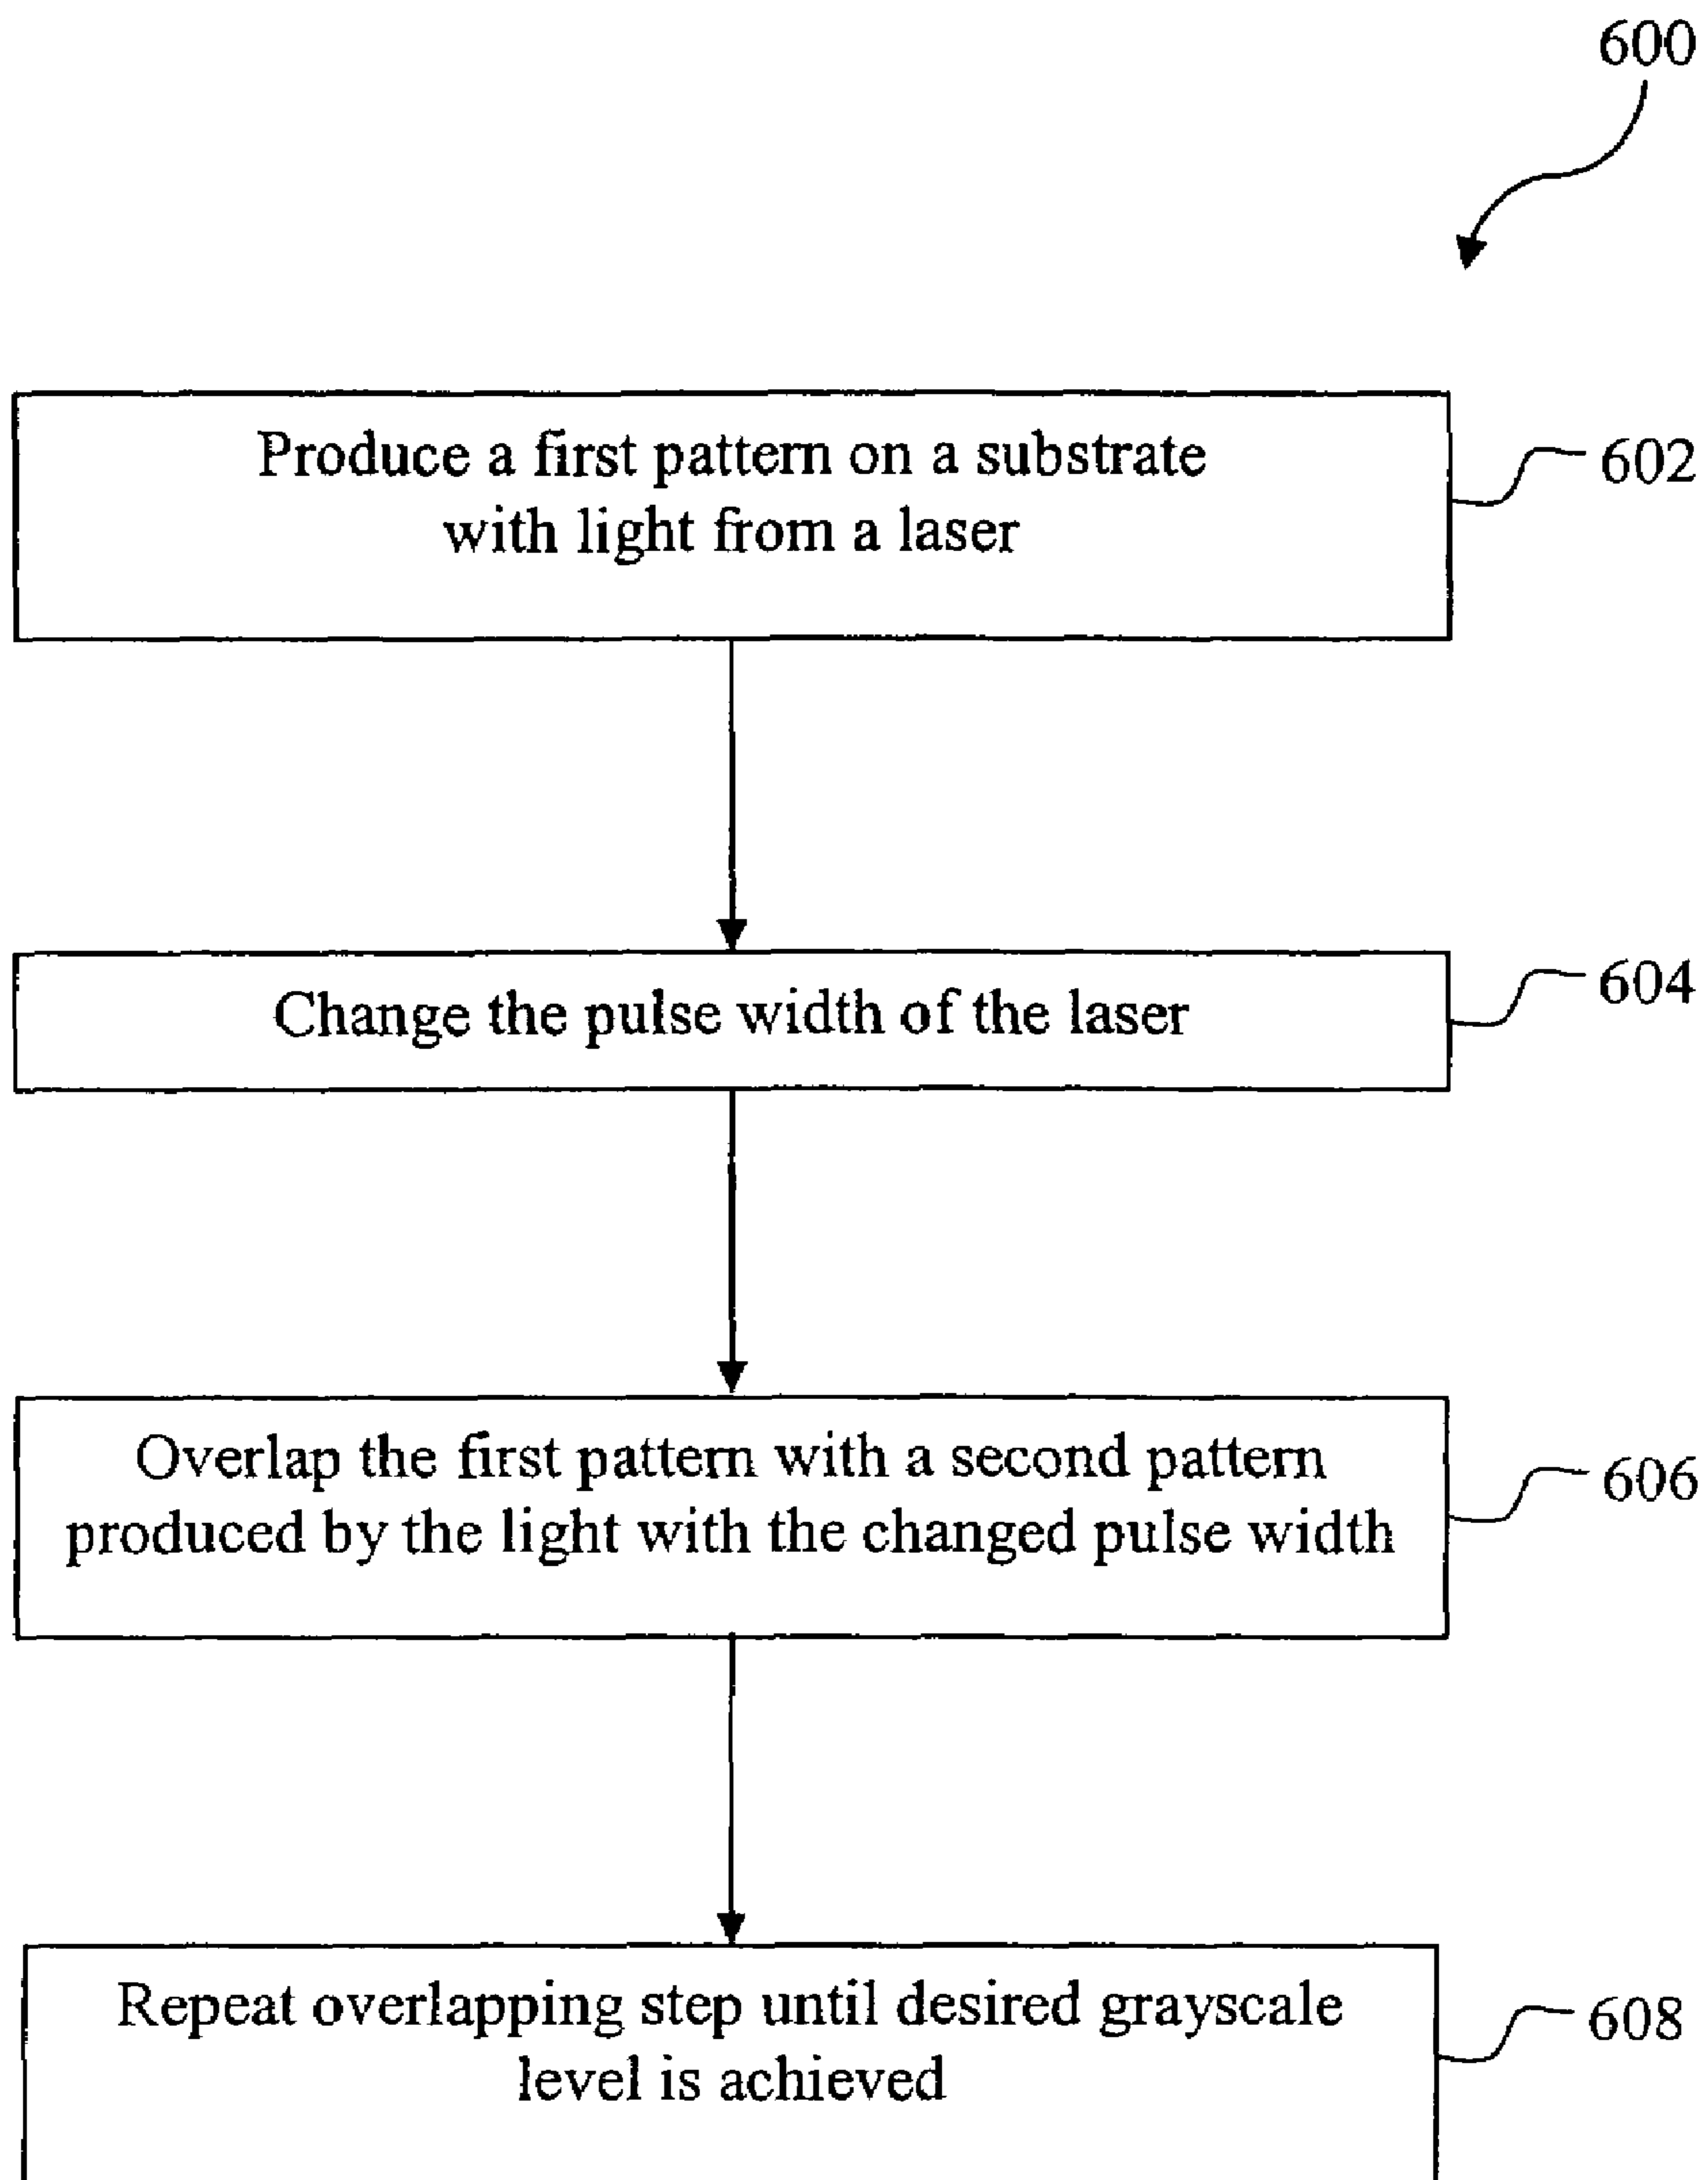 600
Produce a first pattern on a substrate
with light from a laser
602
Change the pulse width of the laser
604
Overlap the first pattern with a second pattern
produced by the light with the changed pulse width
606
Repeat overlapping step until desired grayscale
level is achieved
608